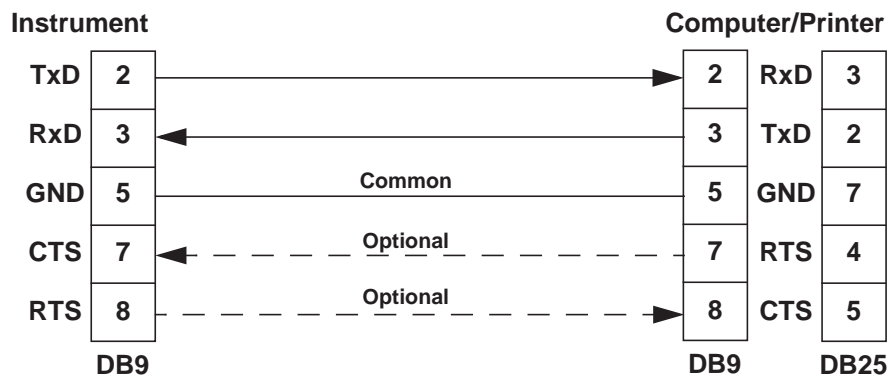 Instrument Computer/Printer
TxD 2 2 RxD 3
RxD 3 3 TxD 2
GND 5 Common 5 GND 7
CTS 7 Optional 7 RTS 4
RTS 8 Optional 8 CTS 5
DB9 DB9 DB25